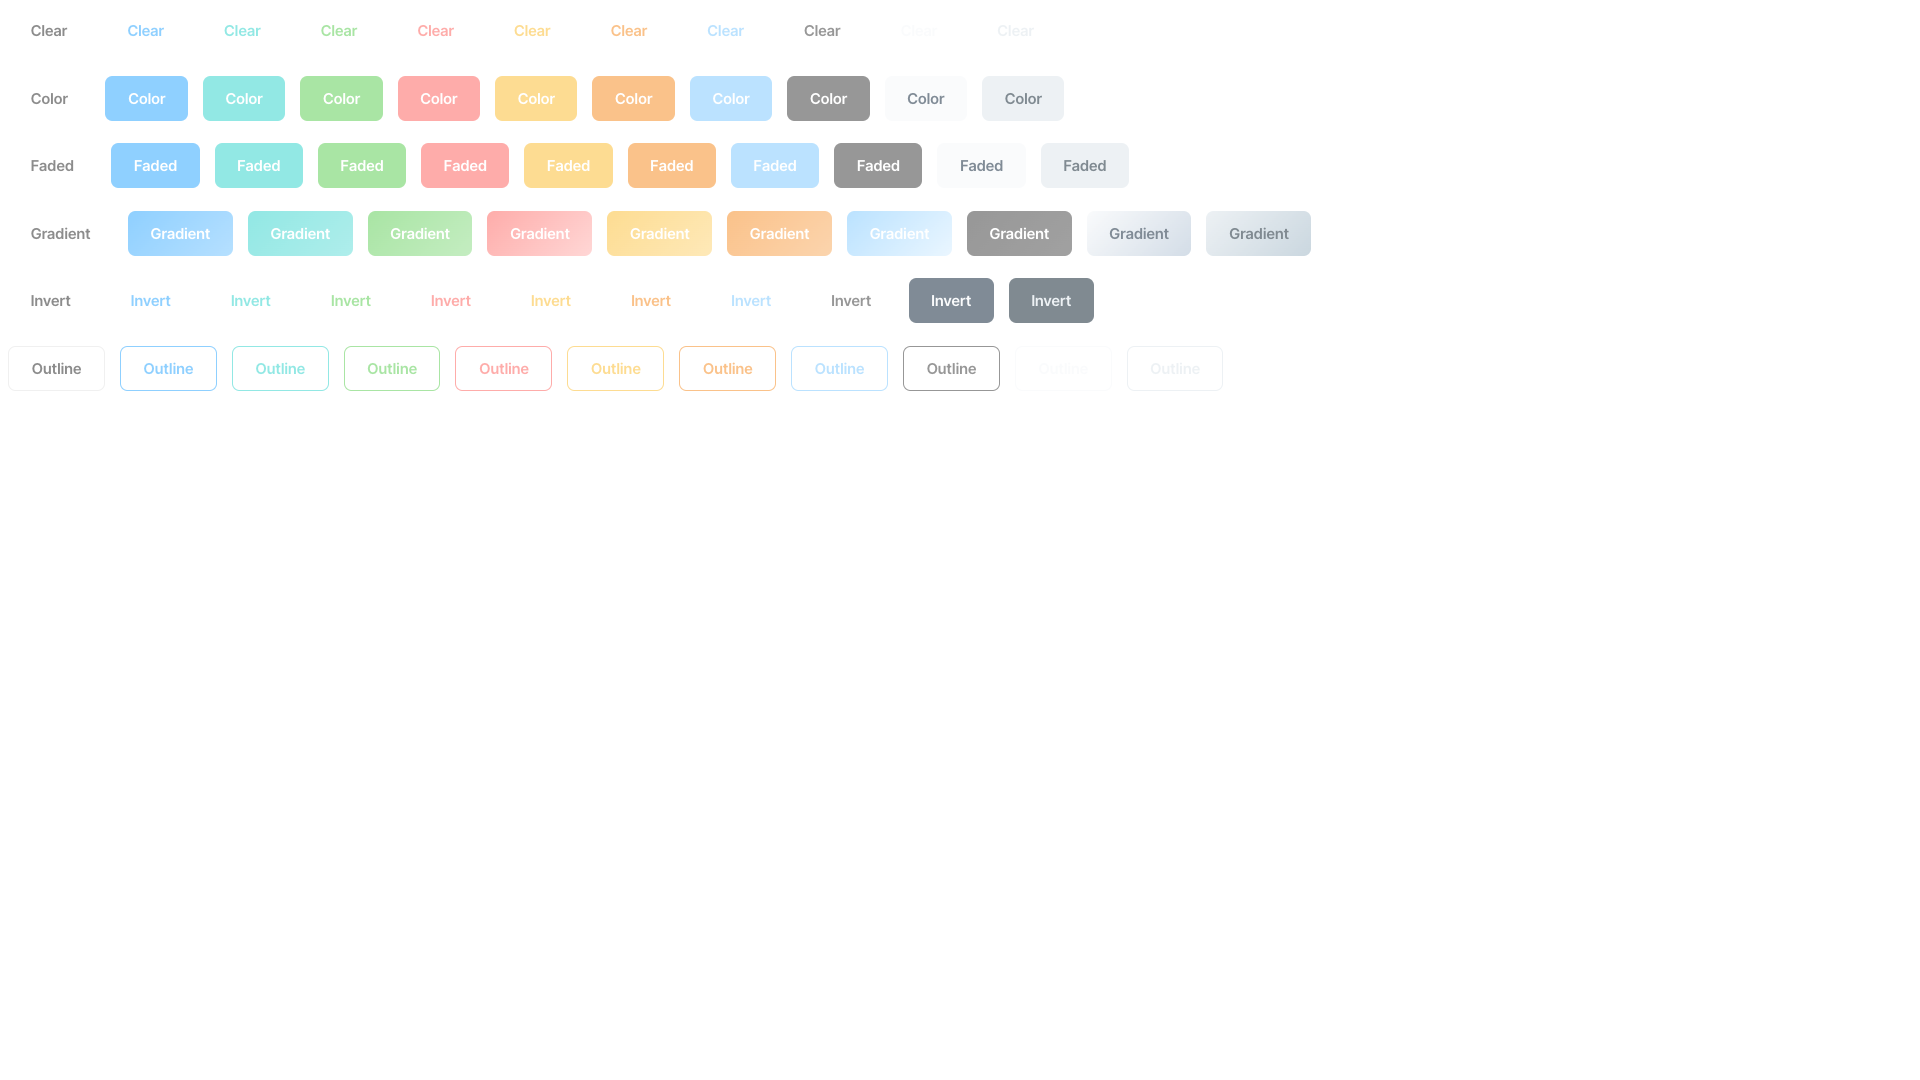 Clear Clear Clear Clear Clear Clear Clear Clear Clear Clear Clear
Color Color Color Color Color Color Color Color Color Color Color
Faded Faded Faded Faded Faded Faded Faded Faded Faded Faded Faded
Gradient Gradient Gradient Gradient Gradient Gradient Gradient Gradient Gradient Gradient Gradient
Invert Invert Invert Invert Invert Invert Invert Invert Invert Invert Invert
Outline Outline Outline Outline Outline Outline Outline Outline Outline Outline Outline